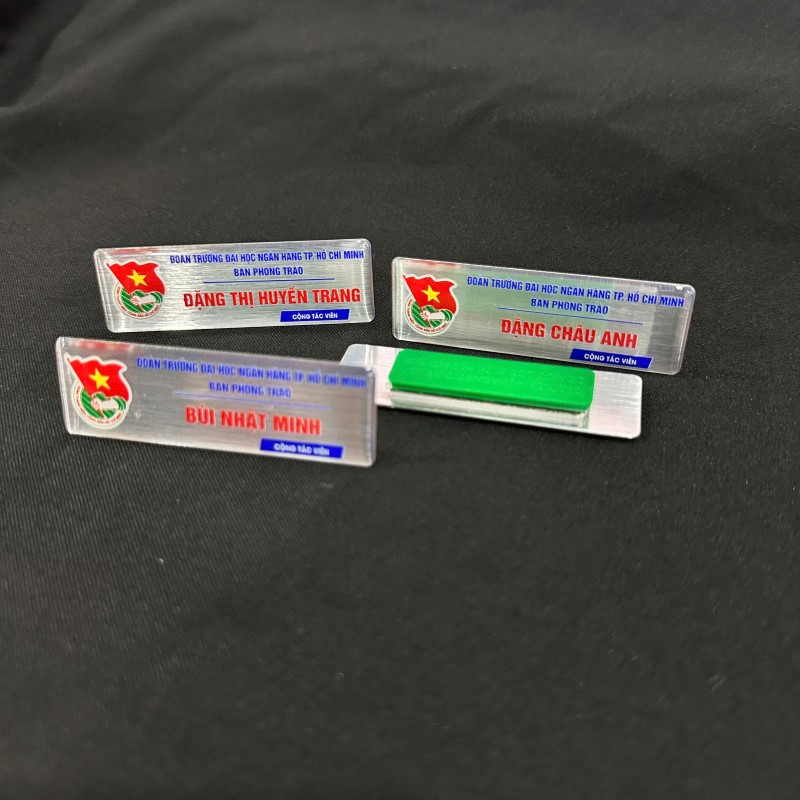 ĐOÀN TRƯỜNG ĐẠI HỌC NGÂN HÀNG TP. HỒ CHÍ MINH
BAN PHONG TRÀO
ĐẶNG THỊ HUYỀN TRANG
CỘNG TÁC VIÊN
ĐOÀN TRƯỜNG ĐẠI HỌC NGÂN HÀNG TP. HỒ CHÍ MINH
BAN PHONG TRÀO
ĐẶNG CHÂU ANH
CỘNG TÁC VIÊN
ĐOÀN TRƯỜNG ĐẠI HỌC NGÂN HÀNG TP. HỒ CHÍ MINH
BAN PHONG TRÀO
BÙI NHẬT MINH
CỘNG TÁC VIÊN